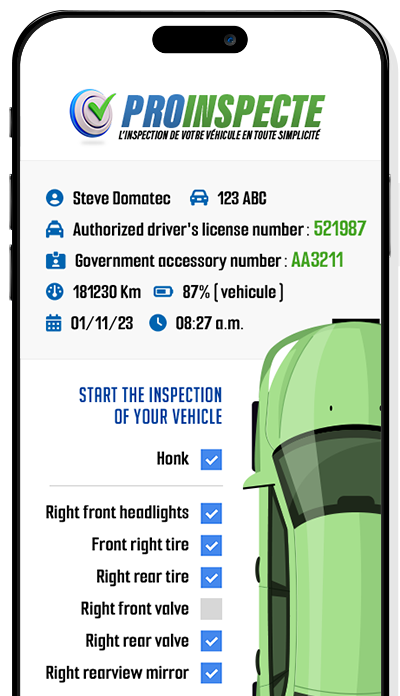 PROINSPECTE
L'INSPECTION DE VOTRE VÉHICULE EN TOUTE SIMPLICITÉ
Steve Domatec 123 ABC
Authorized driver's license number : 521987
Government accessory number : AA3211
181230 Km 87% ( vehicule )
01/11/23 08:27 a.m.
START THE INSPECTION
OF YOUR VEHICLE
Honk
Right front headlights
Front right tire
Right rear tire
Right front valve
Right rear valve
Right rearview mirror